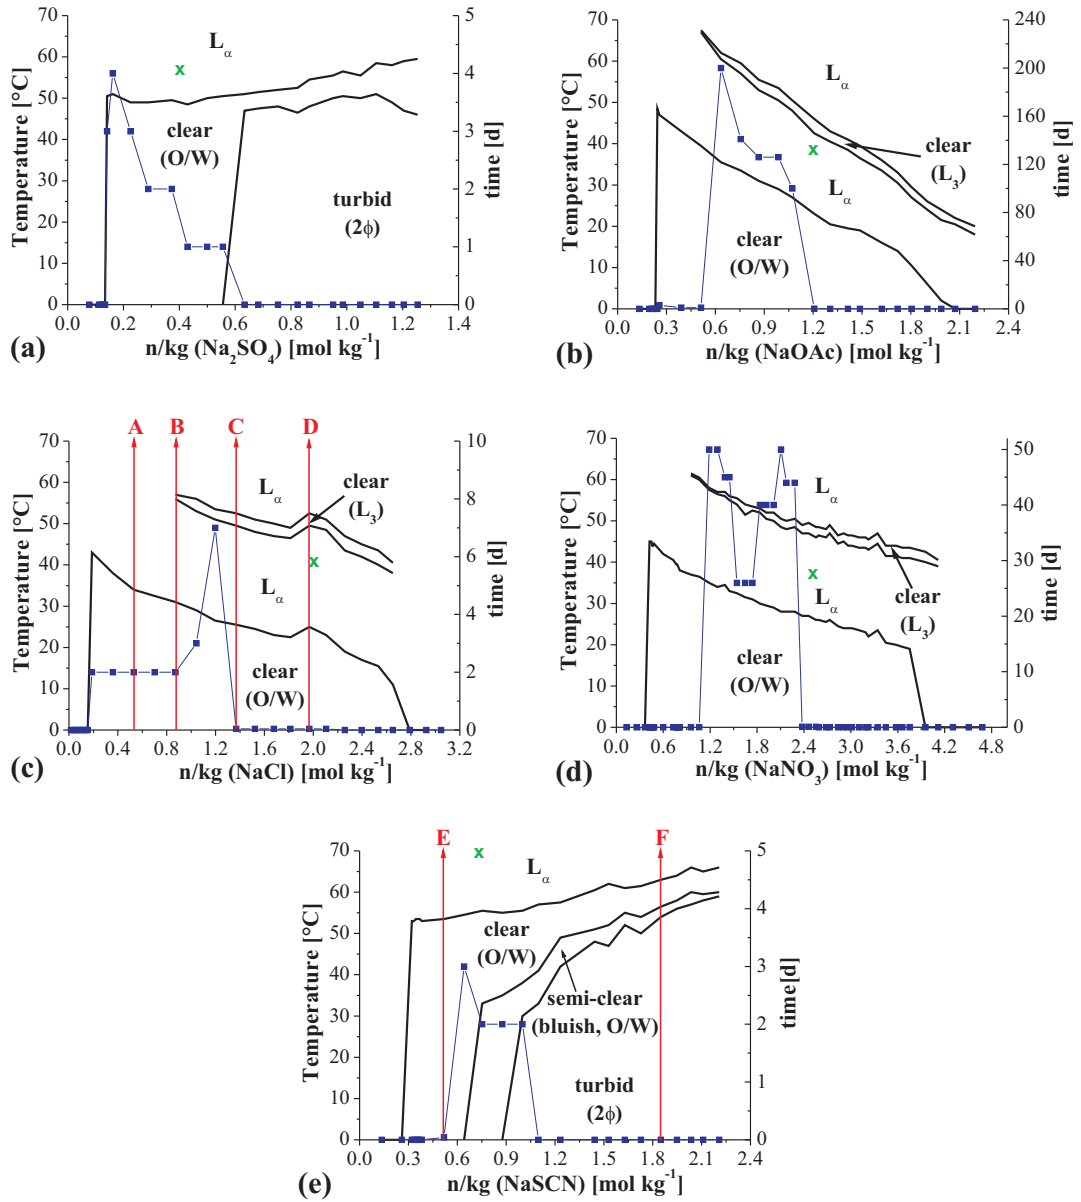 70
60
50
40
30
20
10
0
Temperature [°C]
5
4
3
2
1
0
time [d]
Lα
x
clear
(O/W)
turbid
(2ϕ)
0.0 0.2 0.4 0.6 0.8 1.0 1.2 1.4
n/kg (Na2SO4) [mol kg-1]
(a)
70
60
50
40
30
20
10
0
Temperature [°C]
240
200
160
120
80
40
0
time [d]
Lα
x
clear
(L3)
Lα
clear
(O/W)
0.0 0.3 0.6 0.9 1.2 1.5 1.8 2.1 2.4
n/kg (NaOAc) [mol kg-1]
(b)
A B C D
70
60
50
40
30
20
10
0
Temperature [°C]
10
8
6
4
2
0
time [d]
Lα
clear
(L3)
x
Lα
clear
(O/W)
0.0 0.4 0.8 1.2 1.6 2.0 2.4 2.8 3.2
n/kg (NaCl) [mol kg-1]
(c)
70
60
50
40
30
20
10
0
Temperature [°C]
50
40
30
20
10
0
time [d]
Lα
x
Lα
clear
(L3)
clear
(O/W)
0.0 0.6 1.2 1.8 2.4 3.0 3.6 4.2 4.8
n/kg (NaNO3) [mol kg-1]
(d)
E F
70
60
50
40
30
20
10
0
Temperature [°C]
5
4
3
2
1
0
time[d]
x
Lα
clear
(O/W)
semi-clear
(bluish, O/W)
turbid
(2ϕ)
0.0 0.3 0.6 0.9 1.2 1.5 1.8 2.1 2.4
n/kg (NaSCN) [mol kg-1]
(e)